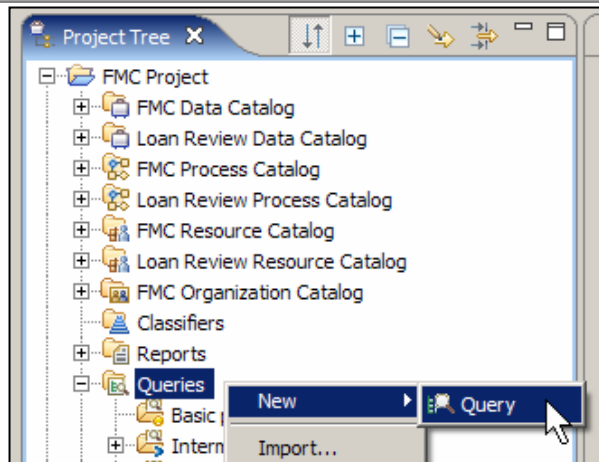 Project Tree
FMC Project
FMC Data Catalog
Loan Review Data Catalog
FMC Process Catalog
Loan Review Process Catalog
FMC Resource Catalog
Loan Review Resource Catalog
FMC Organization Catalog
Classifiers
Reports
Queries
New
Query
Basic
Import...